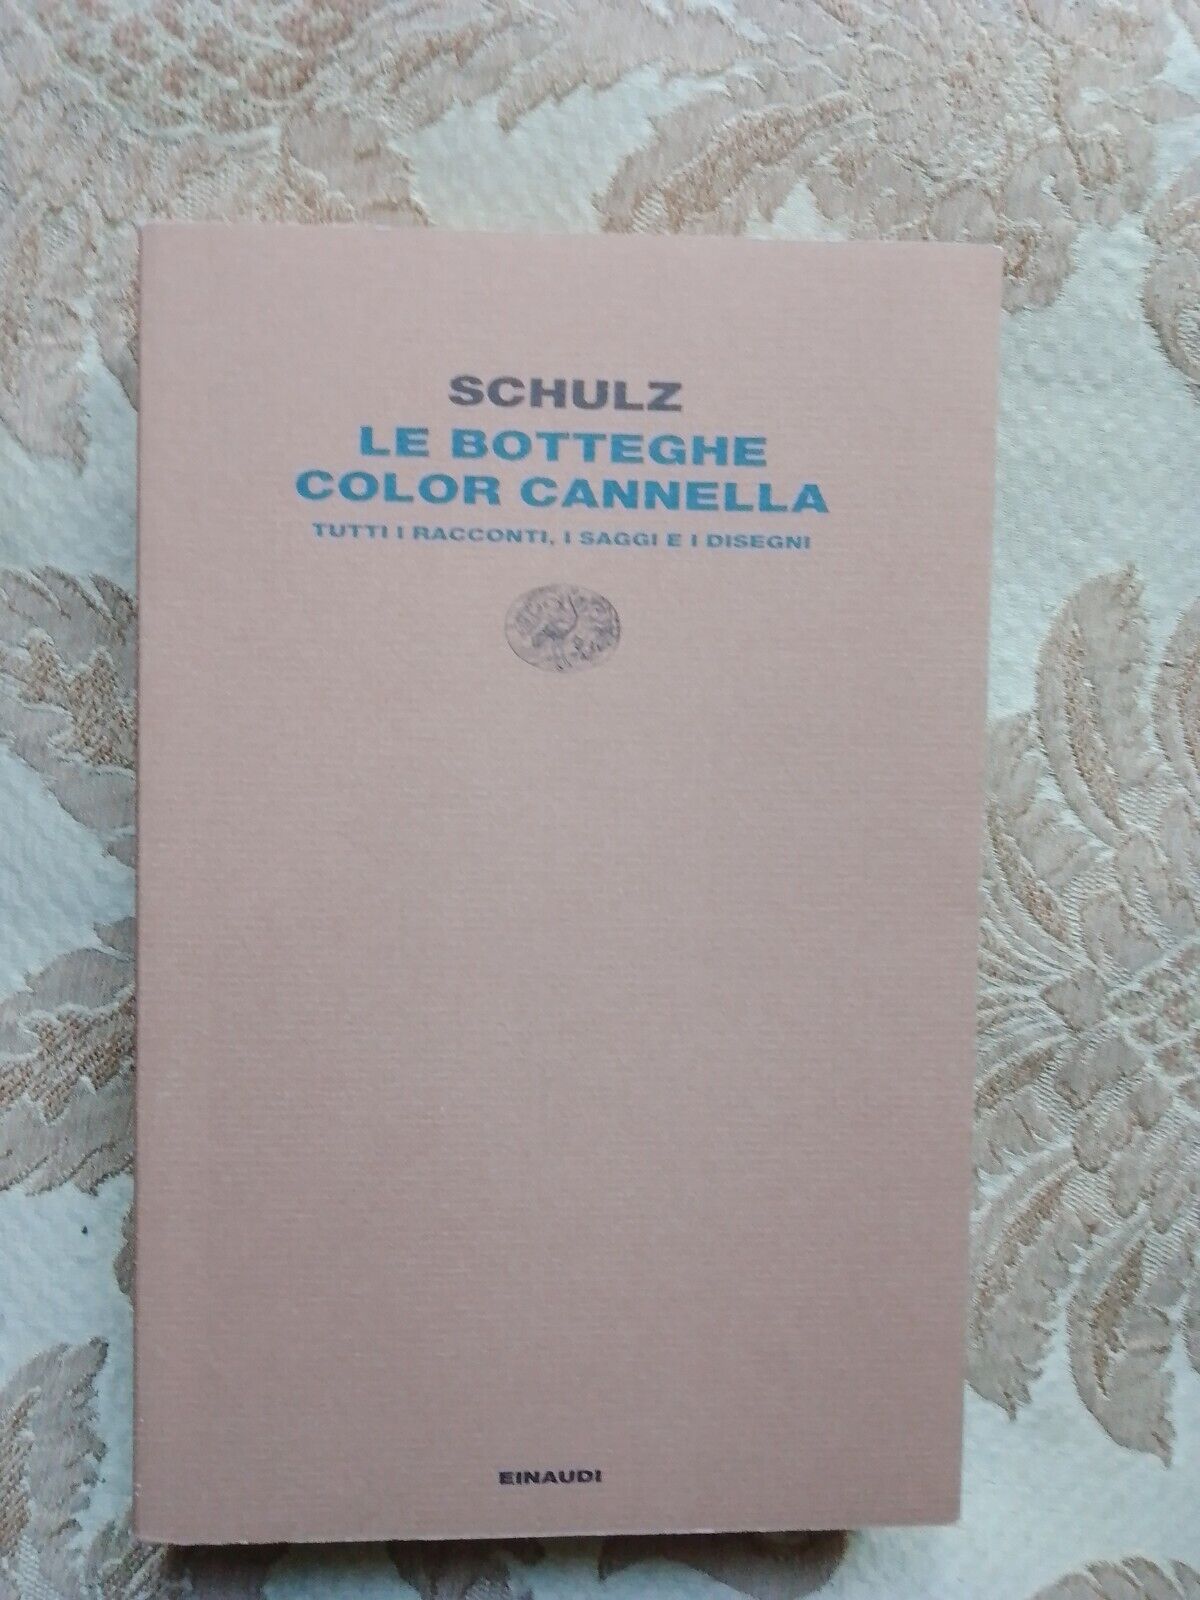 SCHULZ
LE BOTTEGHE
COLOR CANNELLA
TUTTI I RACCONTI, I SAGGI E I DISEGNI
EINAUDI